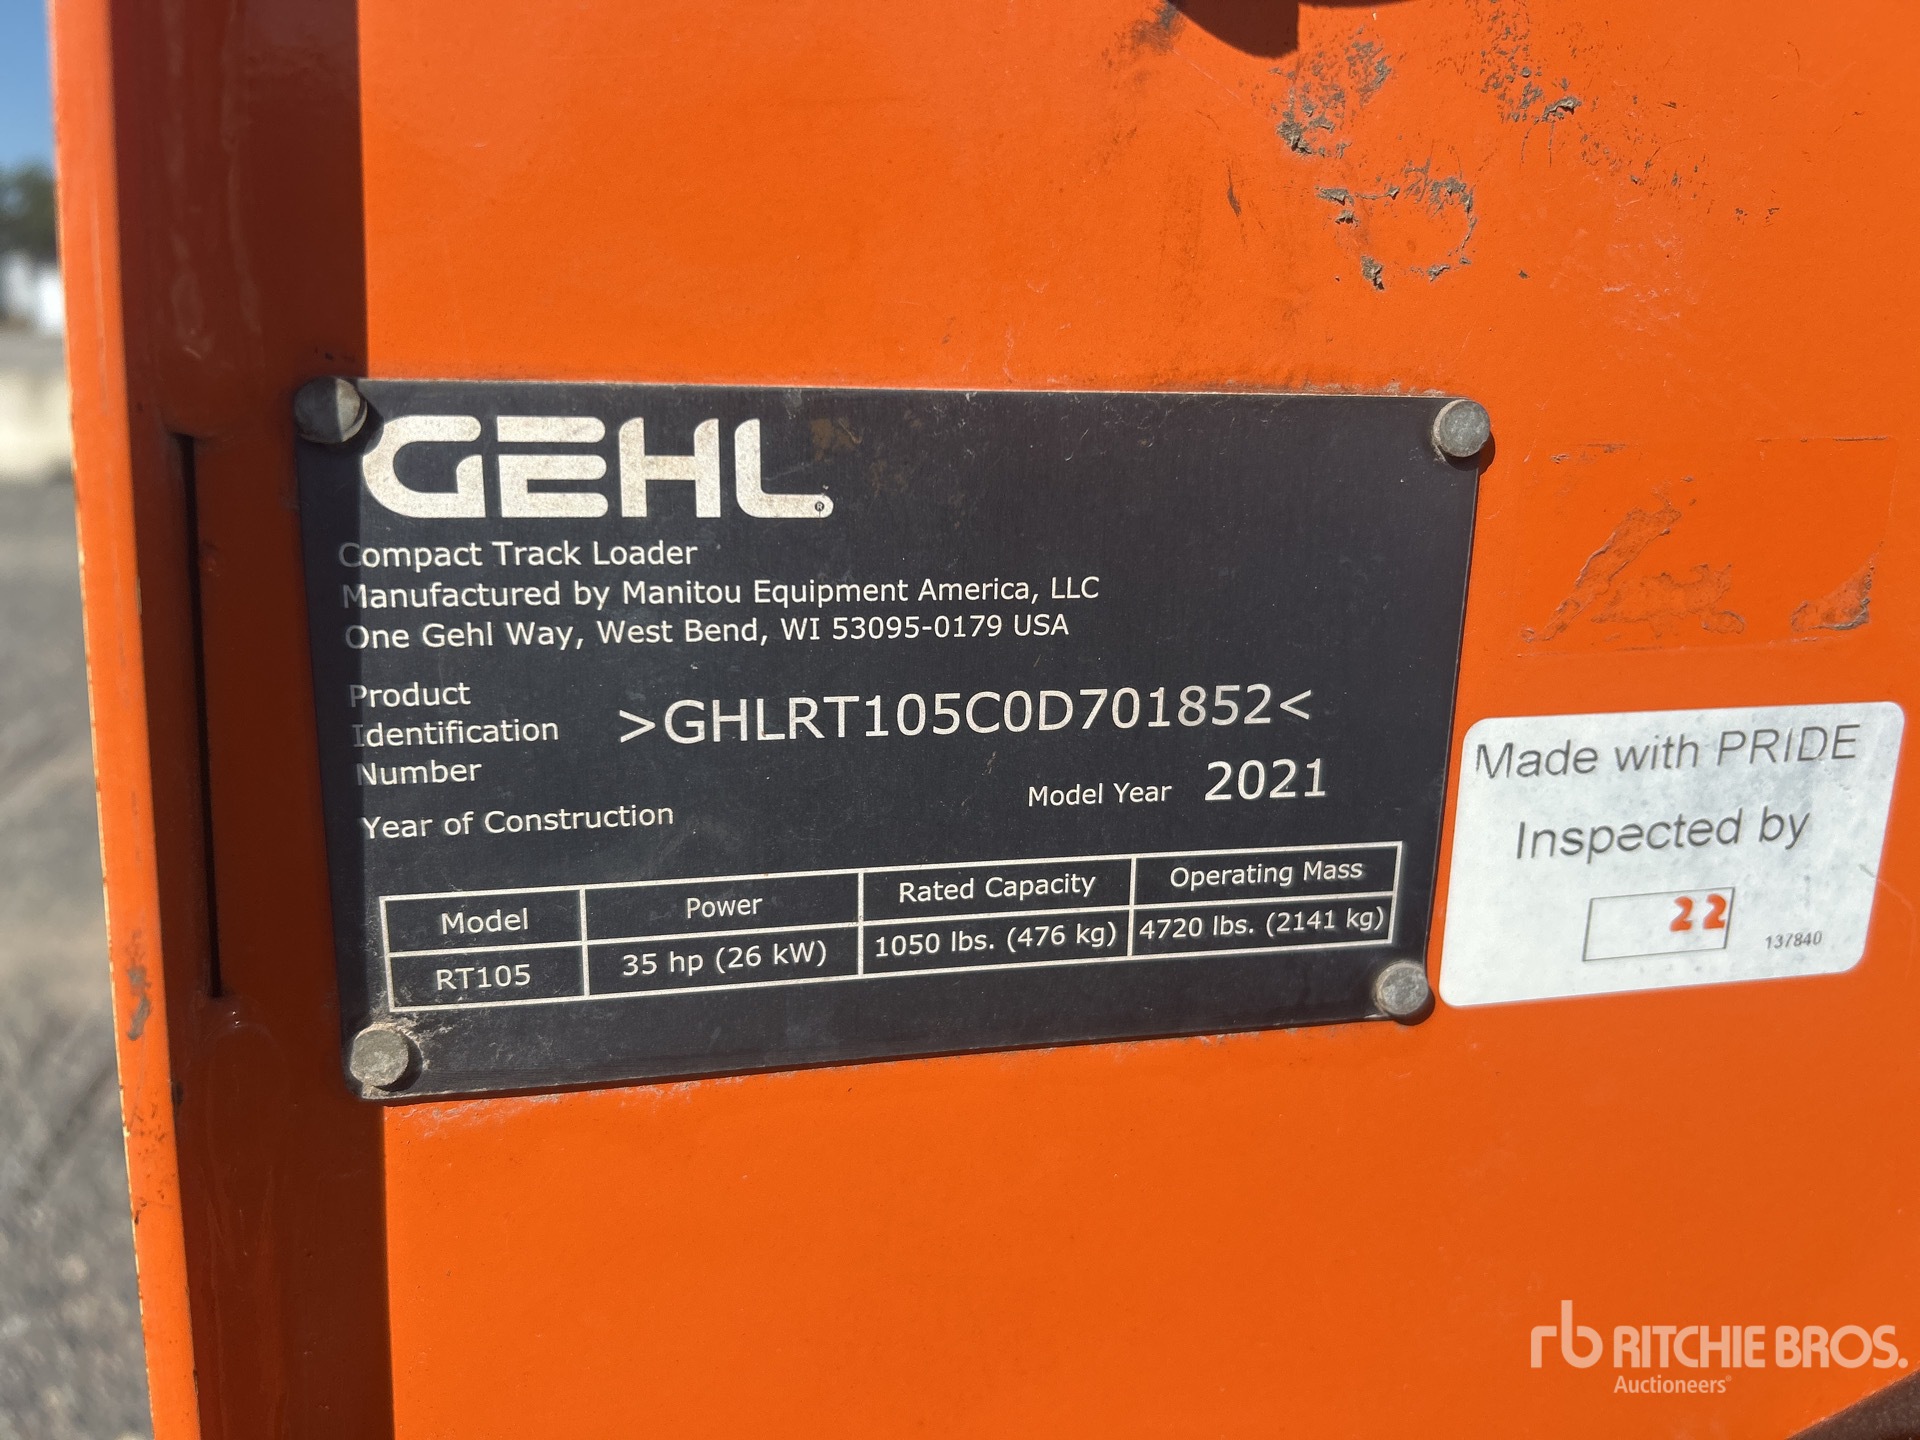 GEHL®
Compact Track Loader
Manufactured by Manitou Equipment America, LLC
One Gehl Way, West Bend, WI 53095-0179 USA
Product
Identification
Number
>GHLRT105C0D701852<
Model Year 2021
Year of Construction
Model Power Rated Capacity Operating Mass
RT105 35 hp (26 kW) 1050 lbs. (476 kg) 4720 lbs. (2141 kg)
Made with PRIDE
Inspected by
22
137840
rb RITCHIE BROS.
Auctioneers